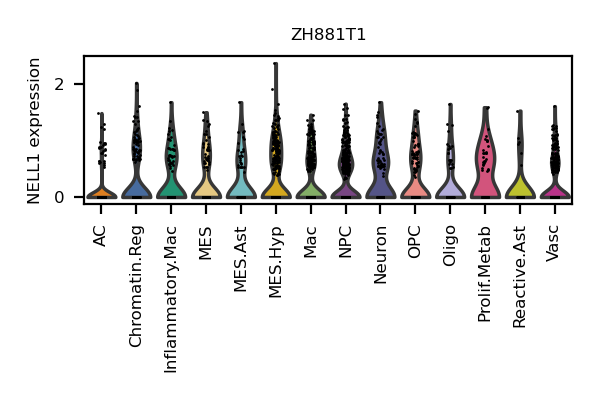 ZH881T1
NELL1 expression
2
0
AC
Chromatin.Reg
Inflammatory.Mac
MES
MES.Ast
MES.Hyp
Mac
NPC
Neuron
OPC
Oligo
Prolif.Metab
Reactive.Ast
Vasc